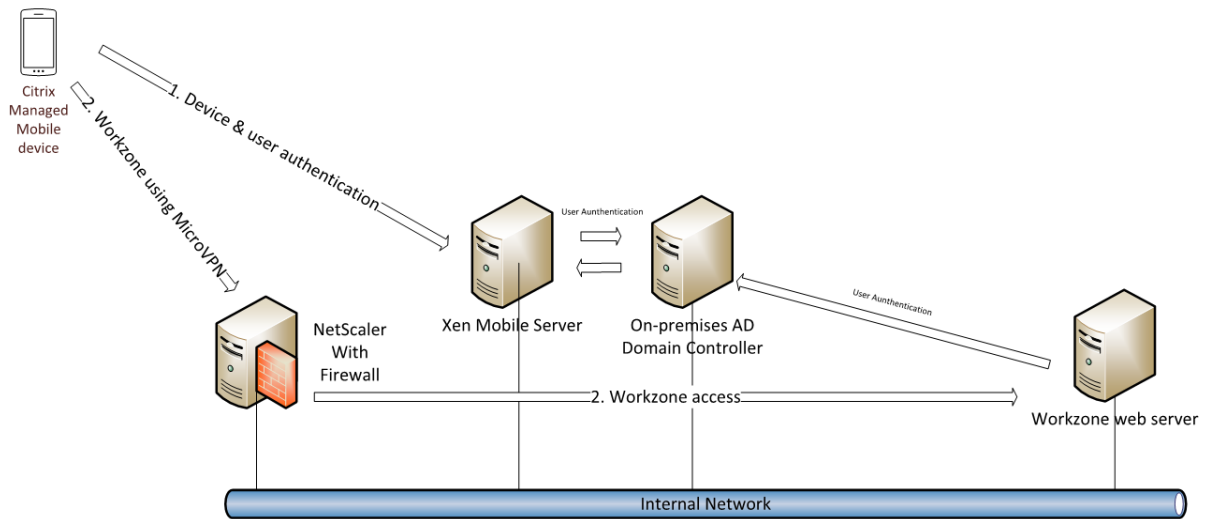 Citrix
Managed
Mobile
device
1. Device & user authentication
2. Workzone using MicroVPN
User Aunthentication
Xen Mobile Server
On-premises AD
Domain Controller
User Aunthentication
NetScaler
With
Firewall
2. Workzone access
Workzone web server
Internal Network